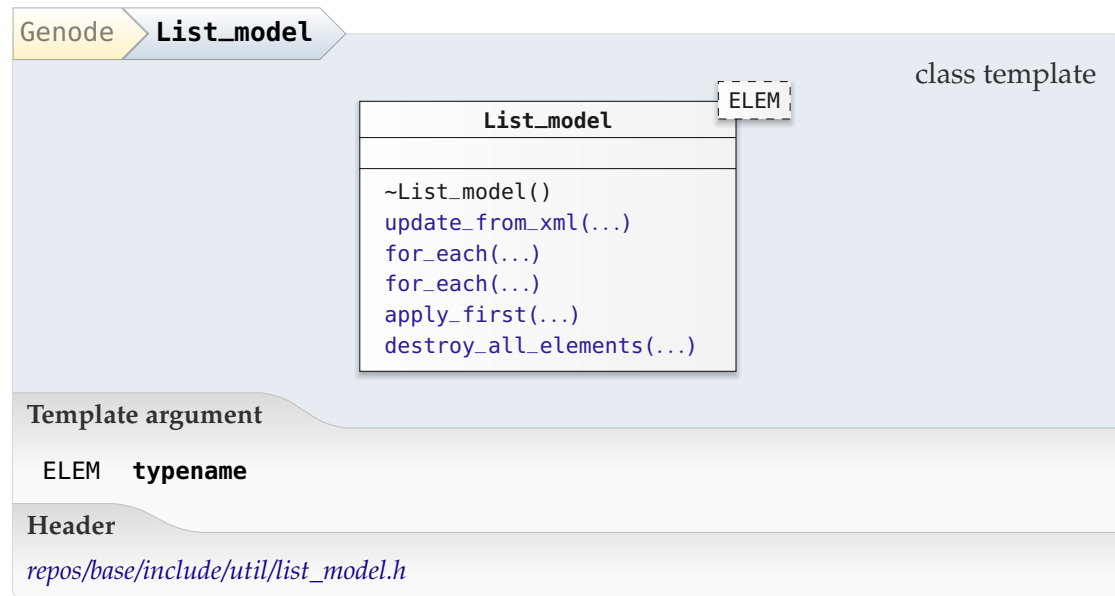 Genode List_model
class template
ELEM
List_model
~List_model()
update_from_xml(...)
for_each(...)
for_each(...)
apply_first(...)
destroy_all_elements(...)
Template argument
ELEM typename
Header
repos/base/include/util/list_model.h